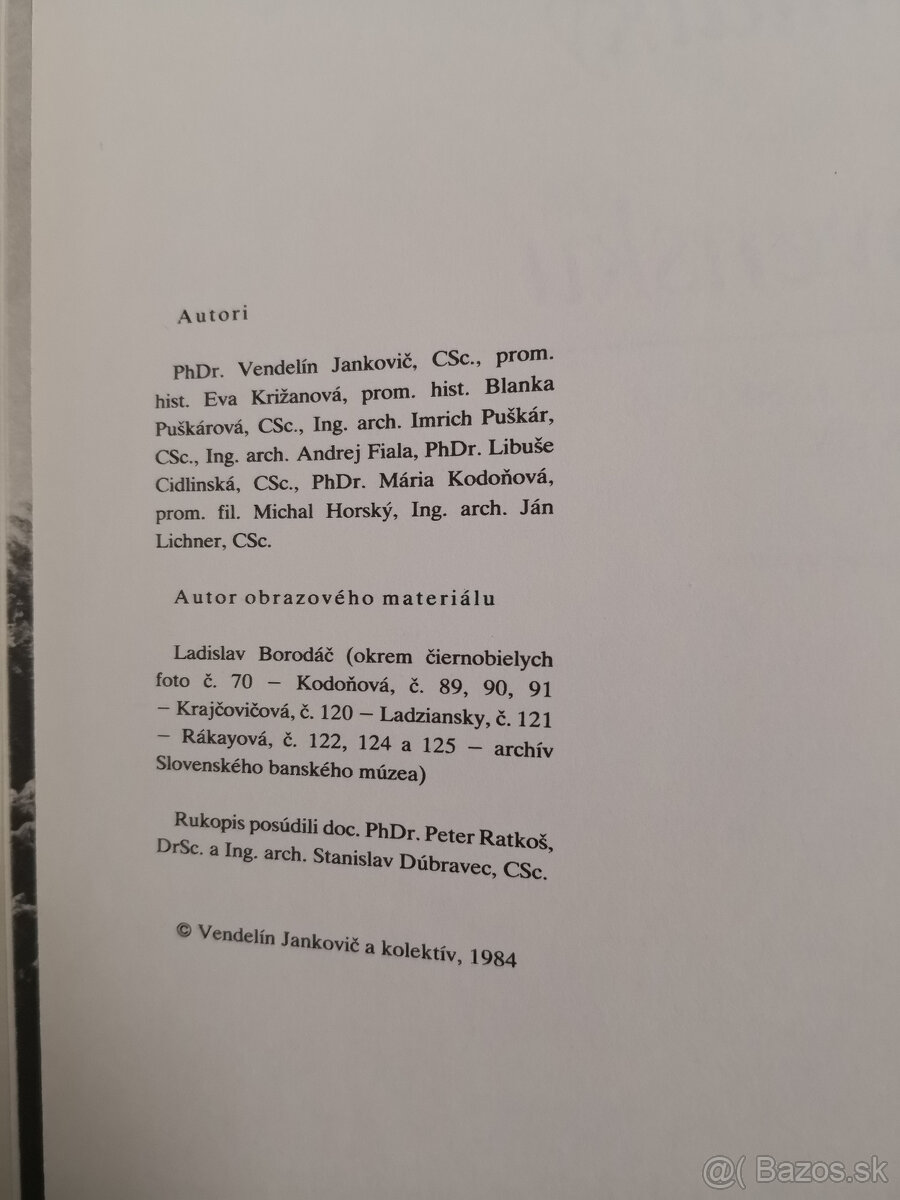 Autori
PhDr. Vendelín Jankovič, CSc., prom.
hist. Eva Križanová, prom. hist. Blanka
Puškárová, CSc., Ing. arch. Imrich Puškár,
CSc., Ing. arch. Andrej Fiala, PhDr. Libuše
Cidlinská, CSc., PhDr. Mária Kodoňová,
prom. fil. Michal Horský, Ing. arch. Ján
Lichner, CSc.
Autor obrazového materiálu
Ladislav Borodáč (okrem čiernobielych
foto č. 70 – Kodoňová, č. 89, 90, 91
– Krajčovičová, č. 120 – Ladziansky, č. 121
– Rákayová, č. 122, 124 a 125 – archív
Slovenského banského múzea)
Rukopis posúdili doc. PhDr. Peter Ratkoš,
DrSc. a Ing. arch. Stanislav Dúbravec, CSc.
© Vendelín Jankovič a kolektív, 1984
@( Bazos.sk